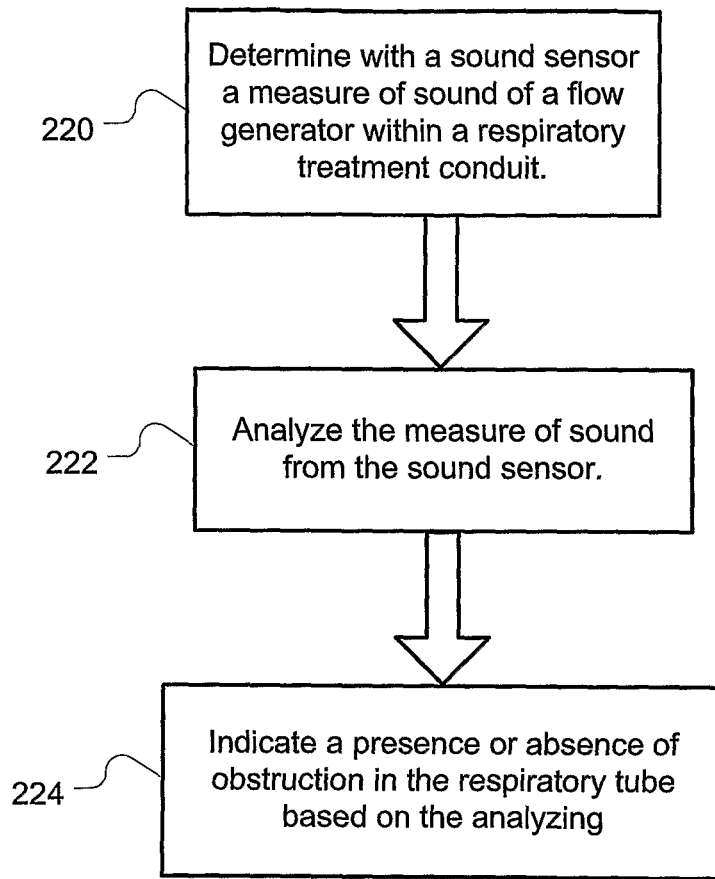 Determine with a sound sensor
a measure of sound of a flow
generator within a respiratory
treatment conduit.
220
Analyze the measure of sound
from the sound sensor.
222
Indicate a presence or absence of
obstruction in the respiratory tube
based on the analyzing
224